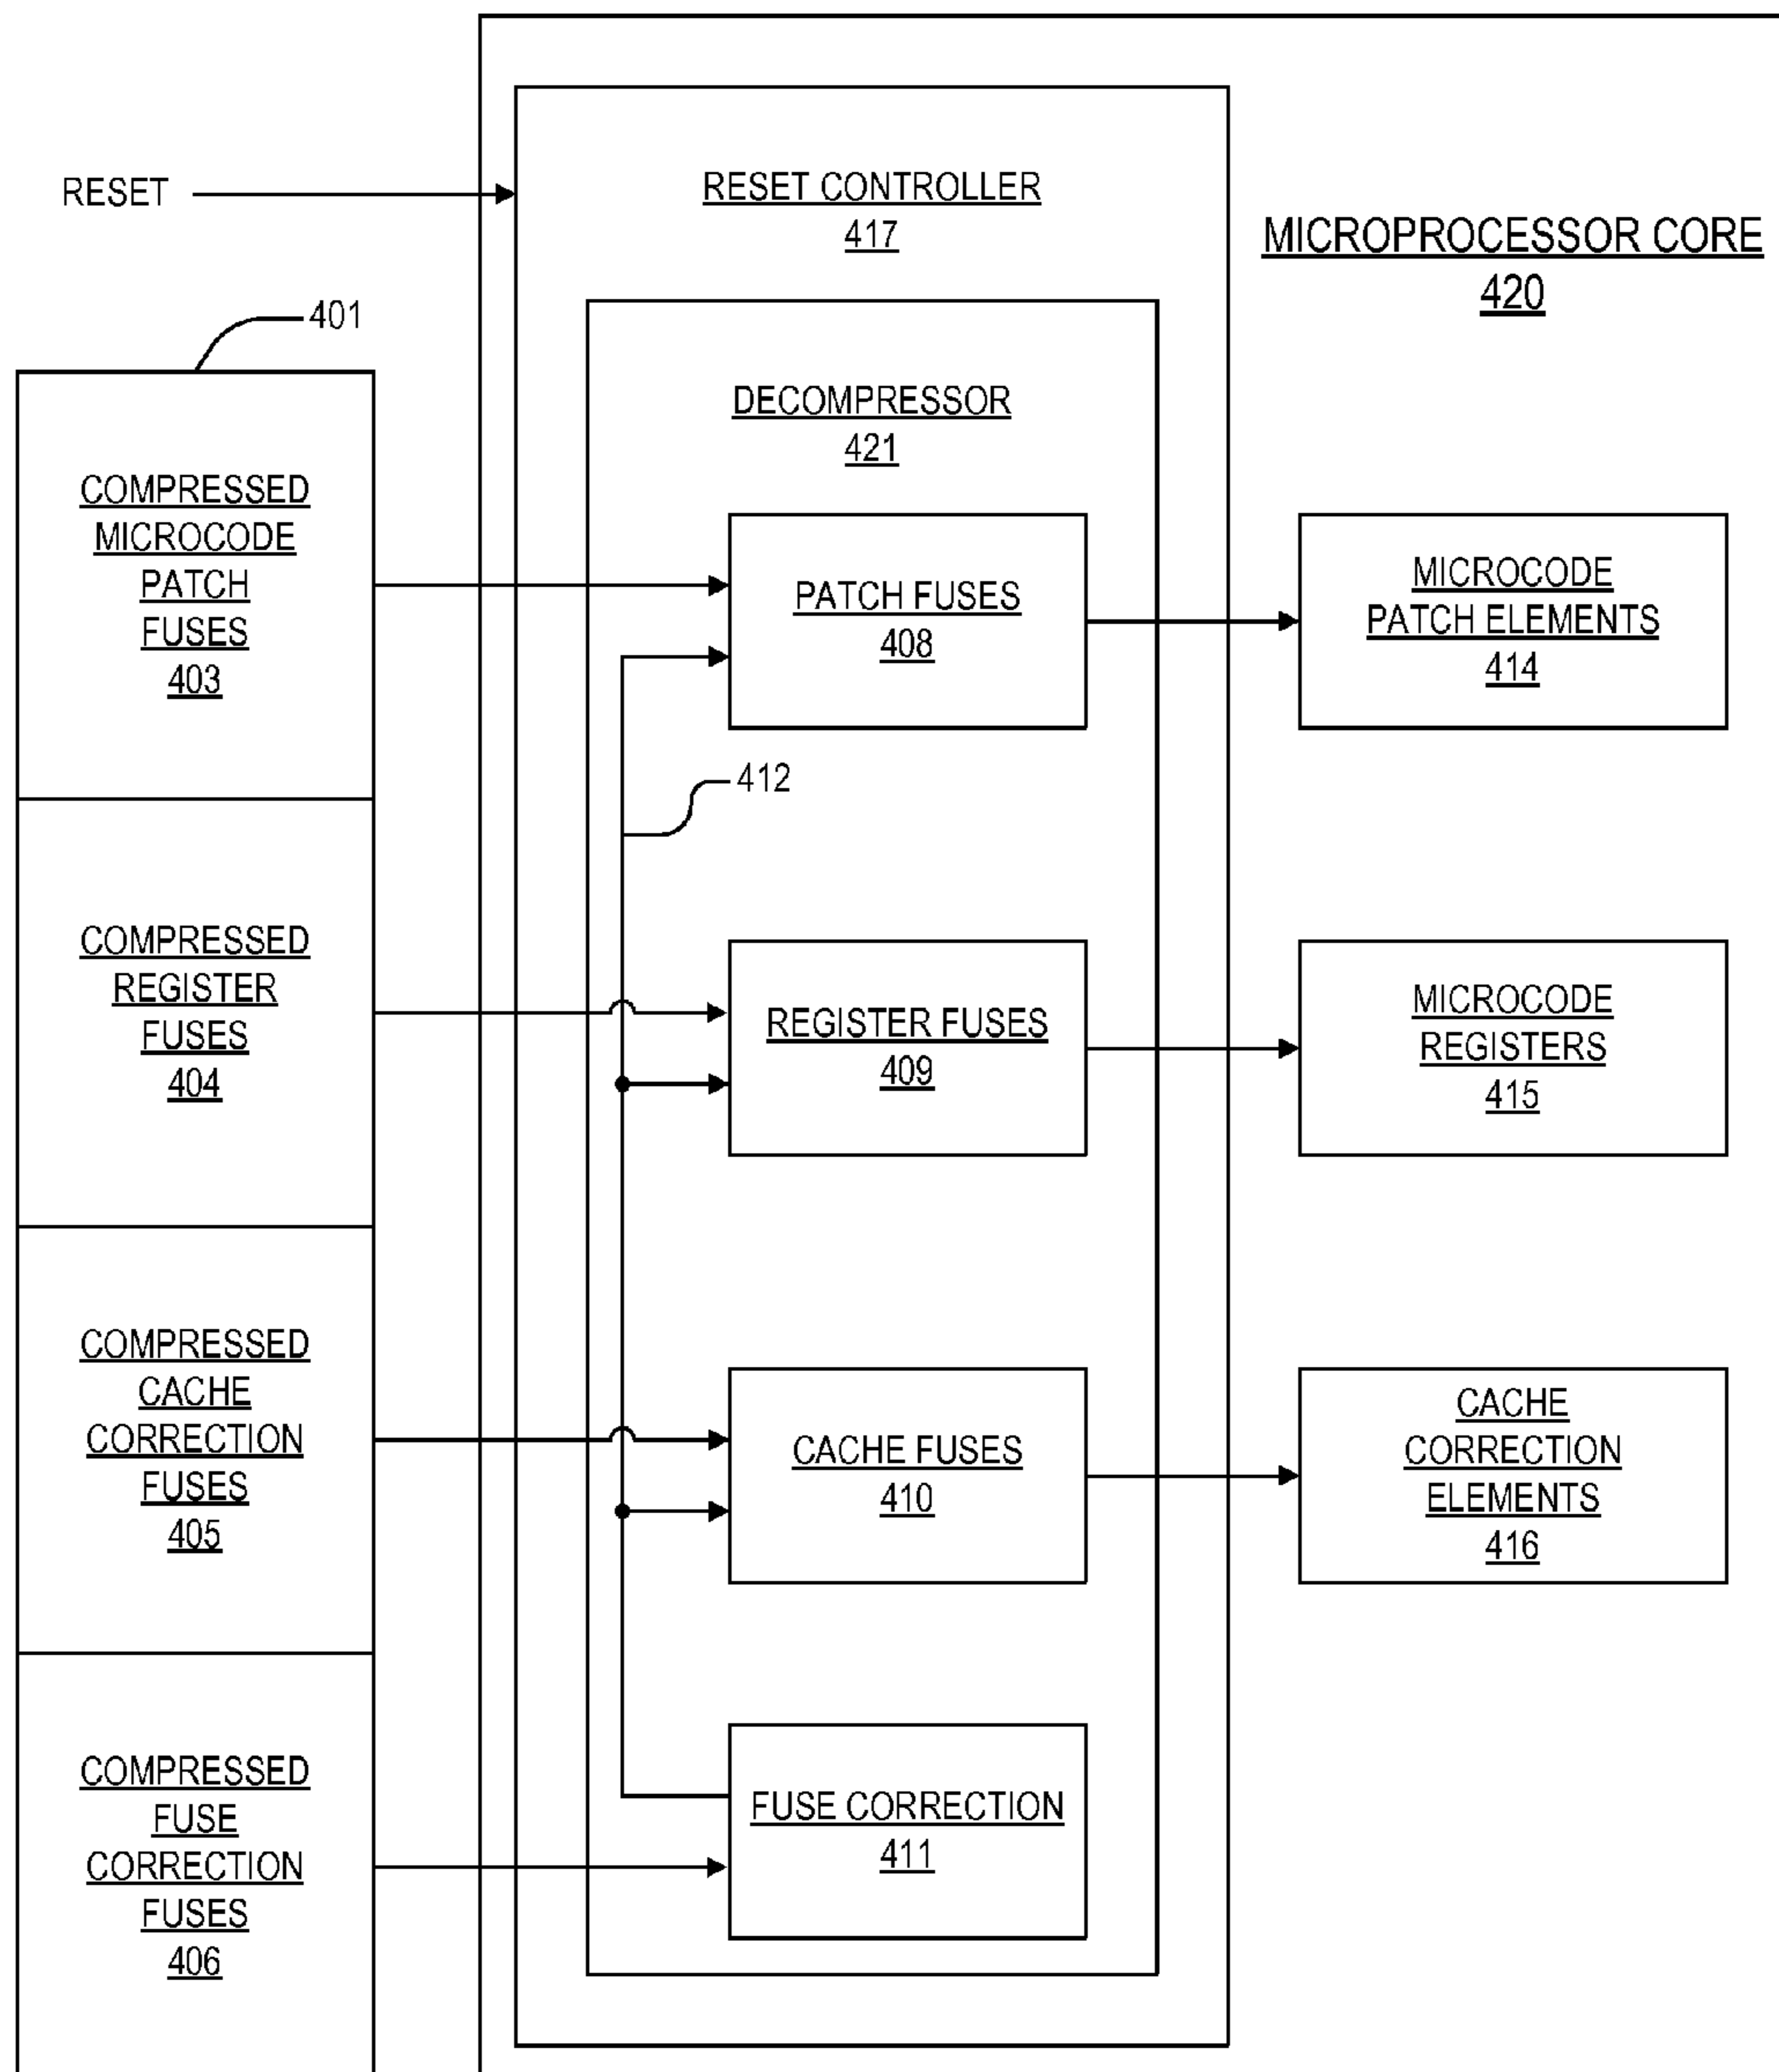 RESET
RESET CONTROLLER
417
MICROPROCESSOR CORE
420
401
DECOMPRESSOR
421
COMPRESSED
MICROCODE
PATCH
FUSES
403
PATCH FUSES
408
MICROCODE
PATCH ELEMENTS
414
412
COMPRESSED
REGISTER
FUSES
404
REGISTER FUSES
409
MICROCODE
REGISTERS
415
COMPRESSED
CACHE
CORRECTION
FUSES
405
CACHE FUSES
410
CACHE
CORRECTION
ELEMENTS
416
COMPRESSED
FUSE
CORRECTION
FUSES
406
FUSE CORRECTION
411